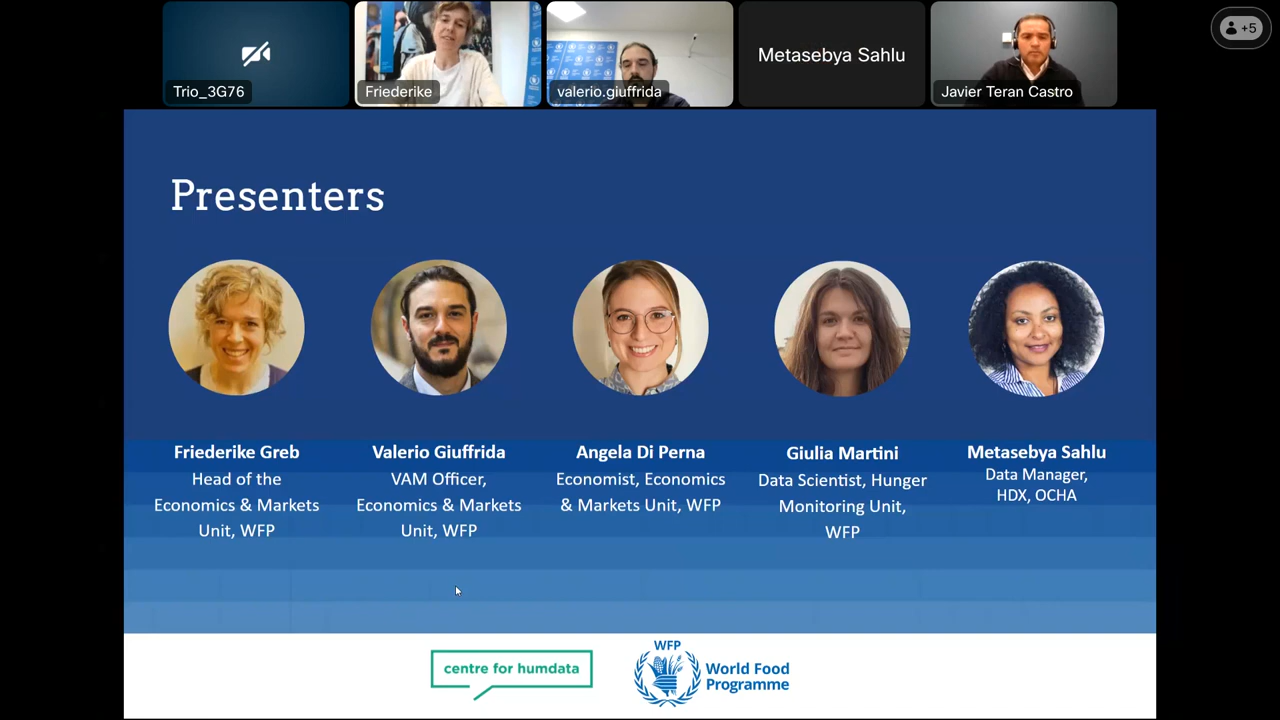 Metasebya Sahlu
+5
Trio_3G76
Friederike
valerio.giuffrida
Javier Teran Castro
Presenters
Friederike Greb
Head of the
Economics & Markets
Unit, WFP
Valerio Giuffrida
VAM Officer,
Economics & Markets
Unit, WFP
Angela Di Perna
Economist, Economics
& Markets Unit, WFP
Giulia Martini
Data Scientist, Hunger
Monitoring Unit,
WFP
Metasebya Sahlu
Data Manager,
HDX, OCHA
centre for humdata
WFP
World Food
Programme